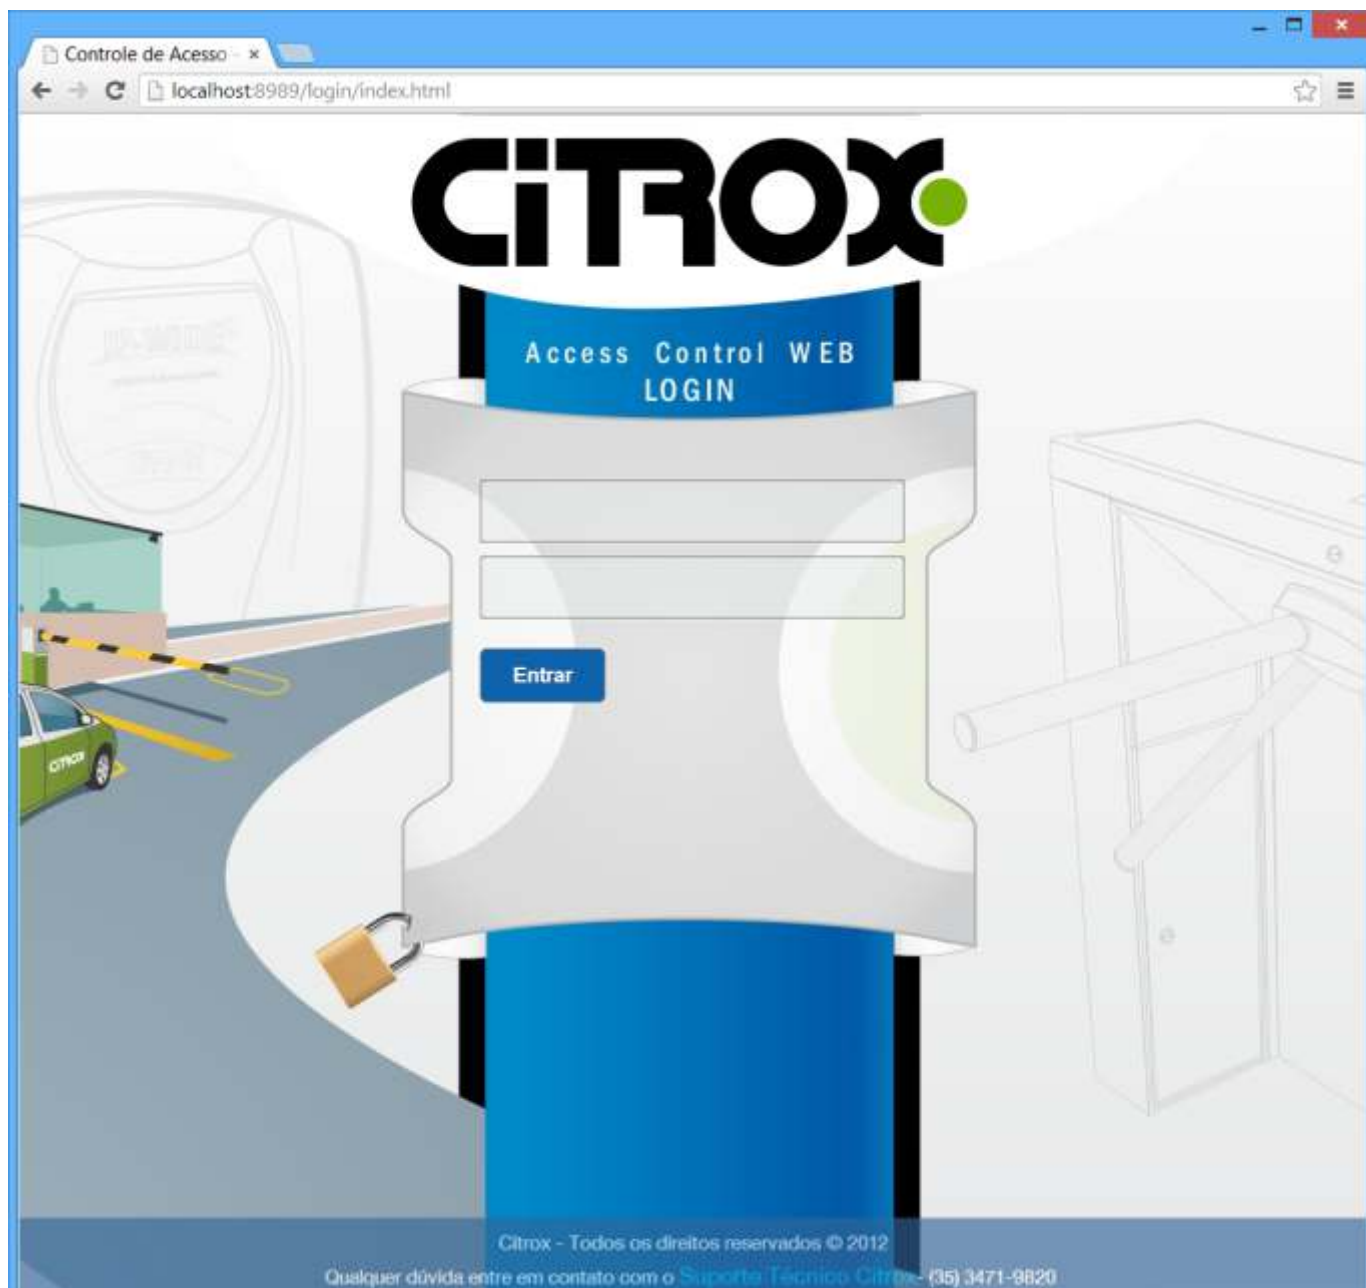 Controle de Acesso -
localhost:8989/login/index.html
CiTROX
Access Control WEB
LOGIN
Entrar
CiTROX
Citrox - Todos os direitos reservados © 2012
Qualquer dúvida entre em contato com o Suporte Técnico Citrox - (35) 3471-9820